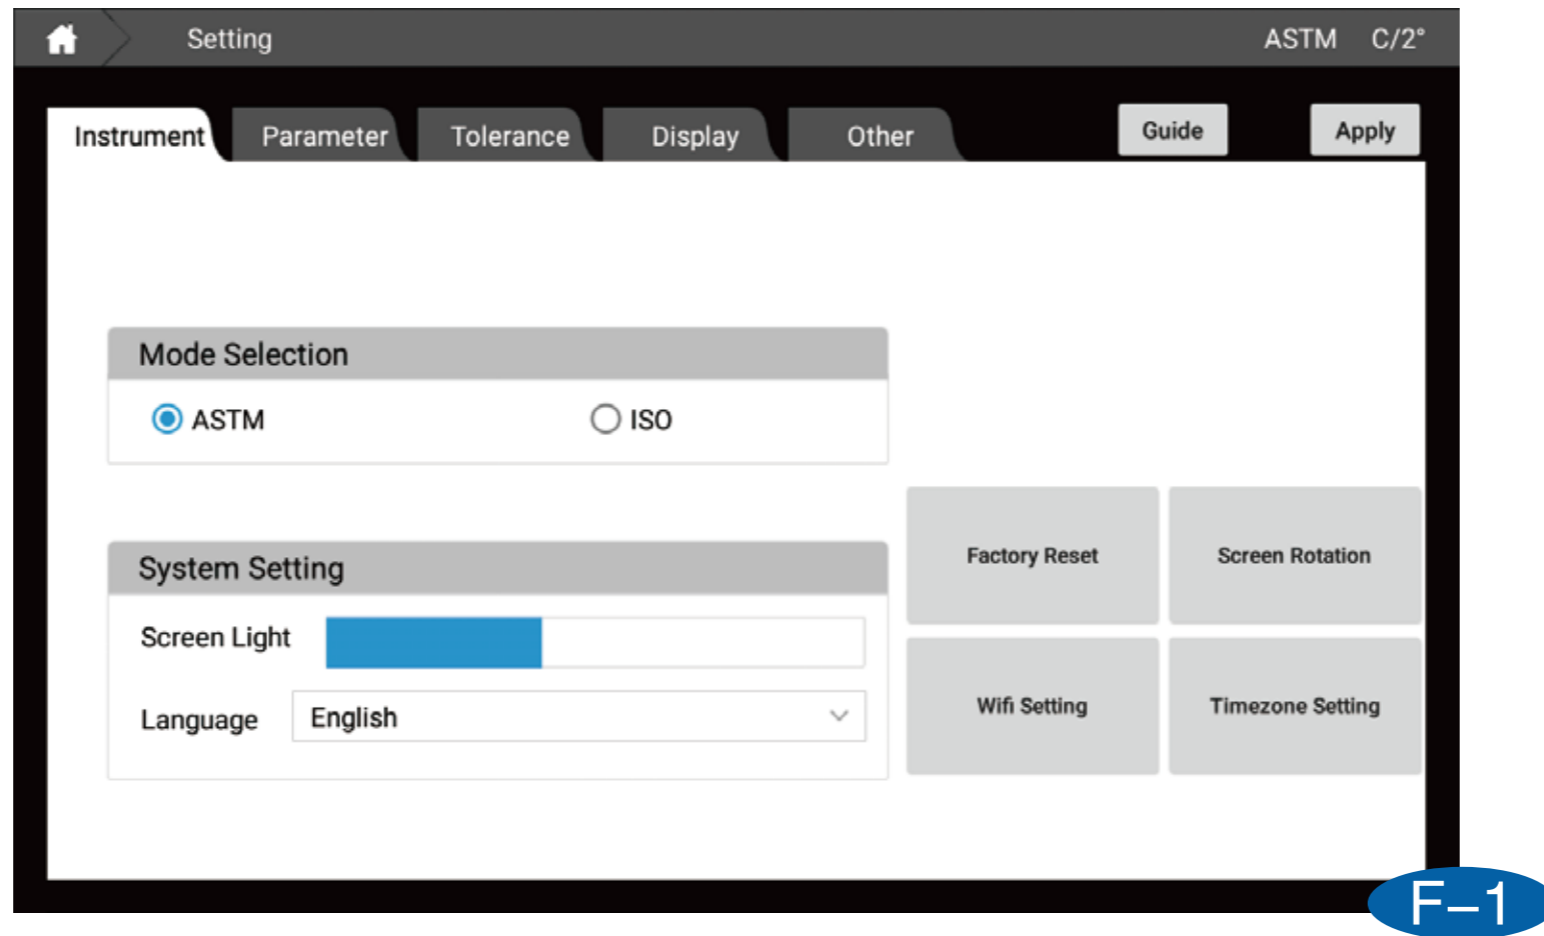 Setting
ASTM C/2°
Instrument Parameter Tolerance Display Other Guide Apply
Mode Selection
ASTM ISO
System Setting
Screen Light
Language English
Factory Reset Screen Rotation
Wifi Setting Timezone Setting
F–1